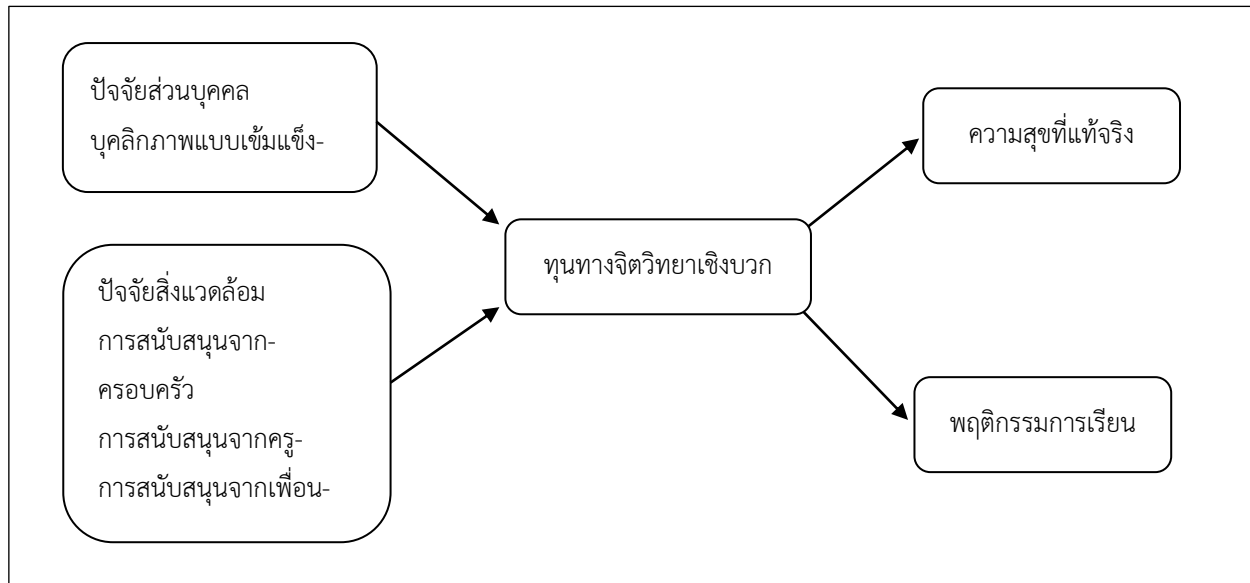 ปัจจัยส่วนบุคคล
บุคลิกภาพแบบเข้มแข็ง-
ปัจจัยสิ่งแวดล้อม
การสนับสนุนจาก-
ครอบครัว
การสนับสนุนจากครู-
การสนับสนุนจากเพื่อน-
ทุนทางจิตวิทยาเชิงบวก
ความสุขที่แท้จริง
พฤติกรรมการเรียน